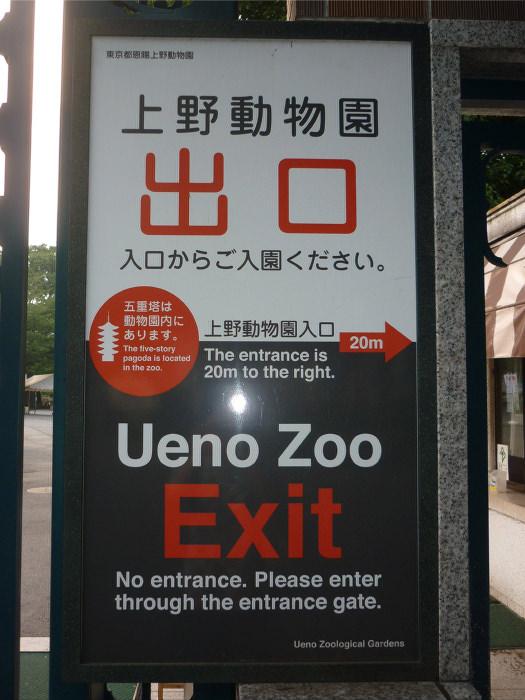 東京都恩賜上野動物園
上野動物園
出口
入口からご入園ください。
五重塔は
動物園内に
あります。
The five-story
pagoda is located
in the zoo.
上野動物園入口
20m
The entrance is
20m to the right.
Ueno Zoo
Exit
No entrance. Please enter
through the entrance gate.
Ueno Zoological Gardens